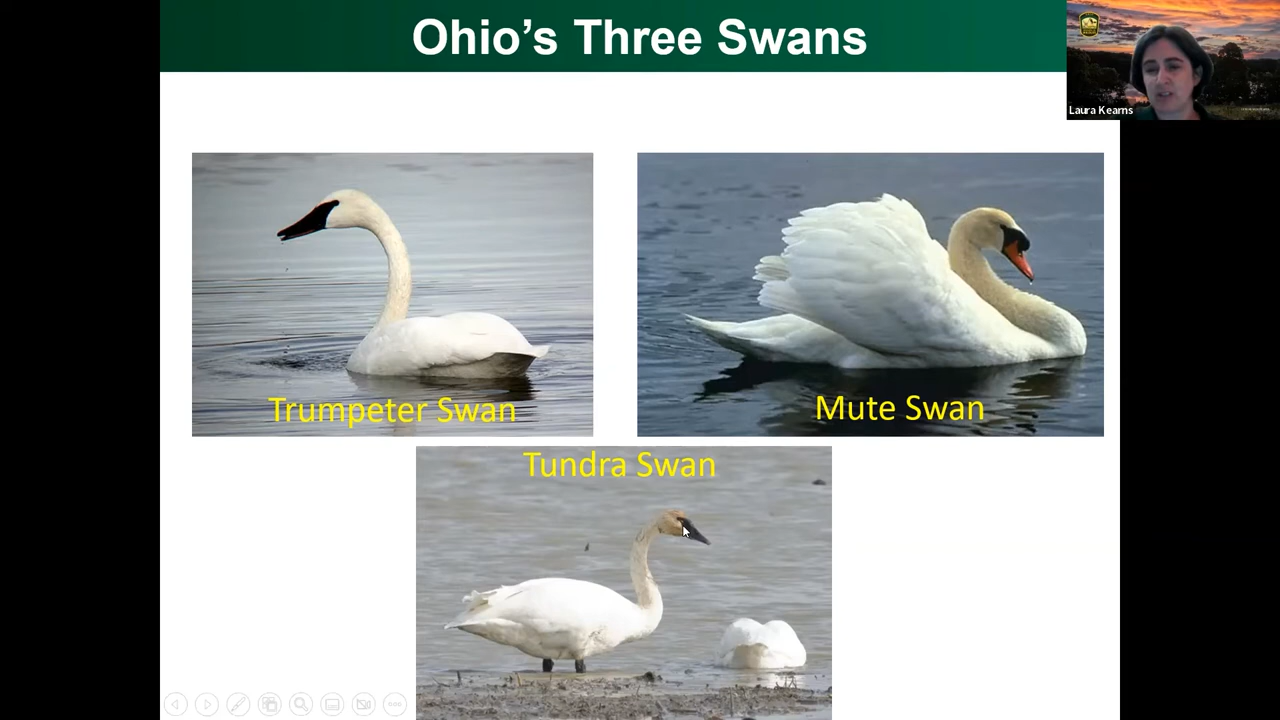 Ohio's Three Swans
Laura Kearns
Trumpeter Swan
Mute Swan
Tundra Swan